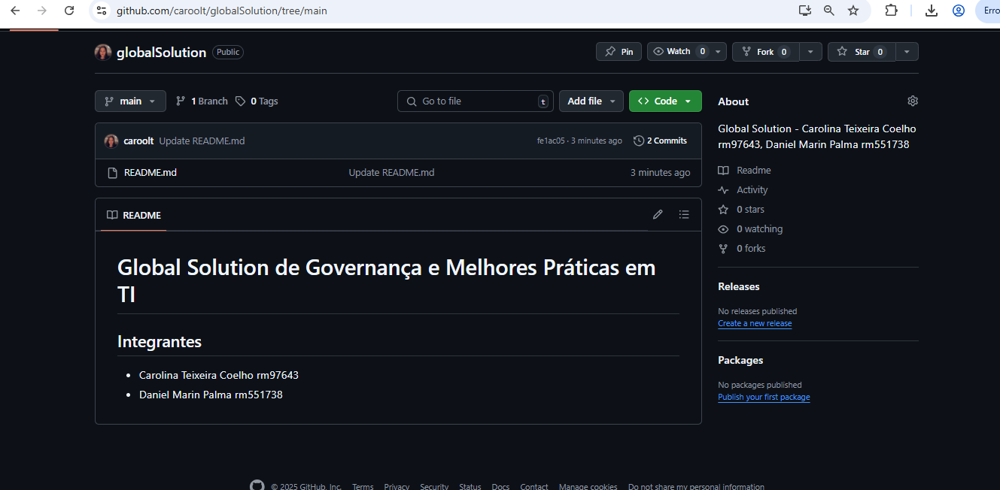 github.com/caroolt/globalSolution/tree/main
Erro
globalSolution Public
Pin Watch 0 Fork 0 Star 0
main 1 Branch 0 Tags Go to file t Add file Code
caroolt Update README.md fe1ac05 · 3 minutes ago 2 Commits
README.md Update README.md 3 minutes ago
README
Global Solution de Governança e Melhores Práticas em
TI
Integrantes
Carolina Teixeira Coelho rm97643
Daniel Marin Palma rm551738
About
Global Solution - Carolina Teixeira Coelho
rm97643, Daniel Marin Palma rm551738
Readme
Activity
0 stars
0 watching
0 forks
Releases
No releases published
Create a new release
Packages
No packages published
Publish your first package
© 2025 GitHub, Inc. Terms Privacy Security Status Docs Contact Manage cookies Do not share my personal information